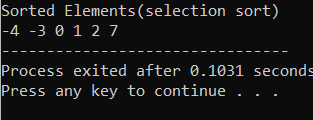 Sorted Elements(selection sort)
-4 -3 0 1 2 7
--------------------------------
Process exited after 0.1031 seconds
Press any key to continue . . .